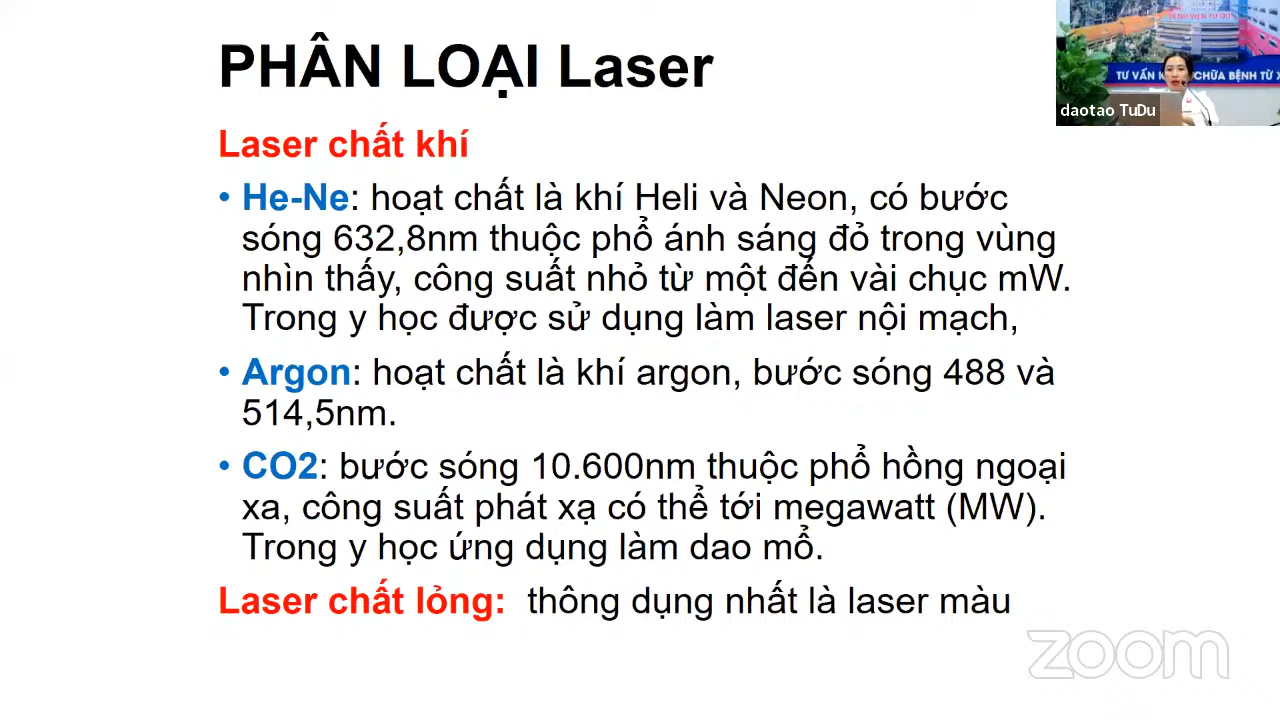 PHÂN LOẠI Laser
Laser chất khí
• He-Ne: hoạt chất là khí Heli và Neon, có bước
sóng 632,8nm thuộc phổ ánh sáng đỏ trong vùng
nhìn thấy, công suất nhỏ từ một đến vài chục mW.
Trong y học được sử dụng làm laser nội mạch,
• Argon: hoạt chất là khí argon, bước sóng 488 và
514,5nm.
• CO2: bước sóng 10.600nm thuộc phổ hồng ngoại
xa, công suất phát xạ có thể tới megawatt (MW).
Trong y học ứng dụng làm dao mổ.
Laser chất lỏng: thông dụng nhất là laser màu
TƯ VẤN CHỮA BỆNH TỪ X
daotao TuDu
zoom